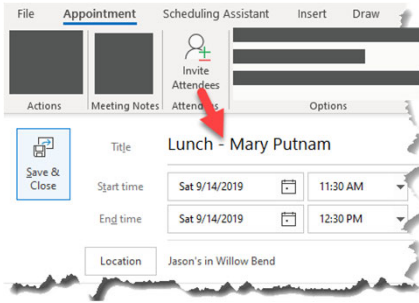 File Appointment Scheduling Assistant Insert Draw
Invite
Attendees
Actions Meeting Notes Attendees Options
Save &
Close
Title Lunch - Mary Putnam
Start time Sat 9/14/2019 11:30 AM
End time Sat 9/14/2019 12:30 PM
Location Jason's in Willow Bend